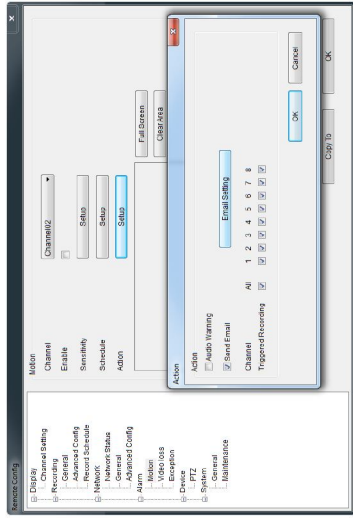 Remote Config
Display
Channel Setting
Recording
General
Advanced Config
Record Schedule
Network
Network Status
General
Advanced Config
Alarm
Motion
Video loss
Exception
Device
PTZ
System
General
Maintenance
Motion
Channel Channel02
Enable
Sensitivity Setup
Schedule Setup
Action Setup
Full Screen
Clear Area
Action
Action
Audio Warning
Send Email Email Setting
Channel All 1 2 3 4 5 6 7 8
Triggered Recording
OK Cancel
Copy To OK